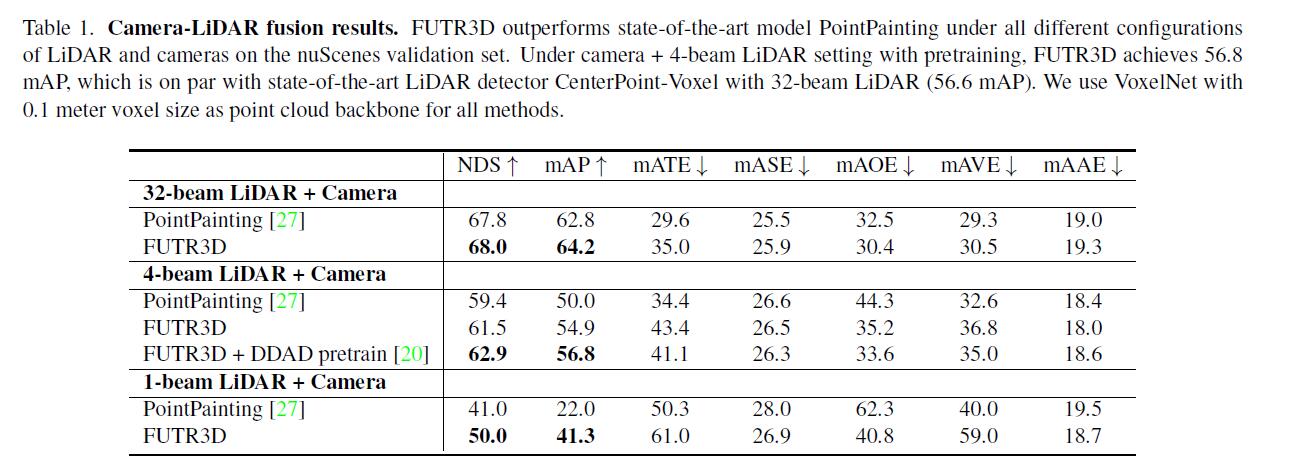 Table 1. Camera-LiDAR fusion results. FUTR3D outperforms state-of-the-art model PointPainting under all different configurations
of LiDAR and cameras on the nuScenes validation set. Under camera + 4-beam LiDAR setting with pretraining, FUTR3D achieves 56.8
mAP, which is on par with state-of-the-art LiDAR detector CenterPoint-Voxel with 32-beam LiDAR (56.6 mAP). We use VoxelNet with
0.1 meter voxel size as point cloud backbone for all methods.
NDS ↑ mAP ↑ mATE ↓ mASE ↓ mAOE ↓ mAVE ↓ mAAE ↓
32-beam LiDAR + Camera
PointPainting [27] 67.8 62.8 29.6 25.5 32.5 29.3 19.0
FUTR3D 68.0 64.2 35.0 25.9 30.4 30.5 19.3
4-beam LiDAR + Camera
PointPainting [27] 59.4 50.0 34.4 26.6 44.3 32.6 18.4
FUTR3D 61.5 54.9 43.4 26.5 35.2 36.8 18.0
FUTR3D + DDAD pretrain [20] 62.9 56.8 41.1 26.3 33.6 35.0 18.6
1-beam LiDAR + Camera
PointPainting [27] 41.0 22.0 50.3 28.0 62.3 40.0 19.5
FUTR3D 50.0 41.3 61.0 26.9 40.8 59.0 18.7